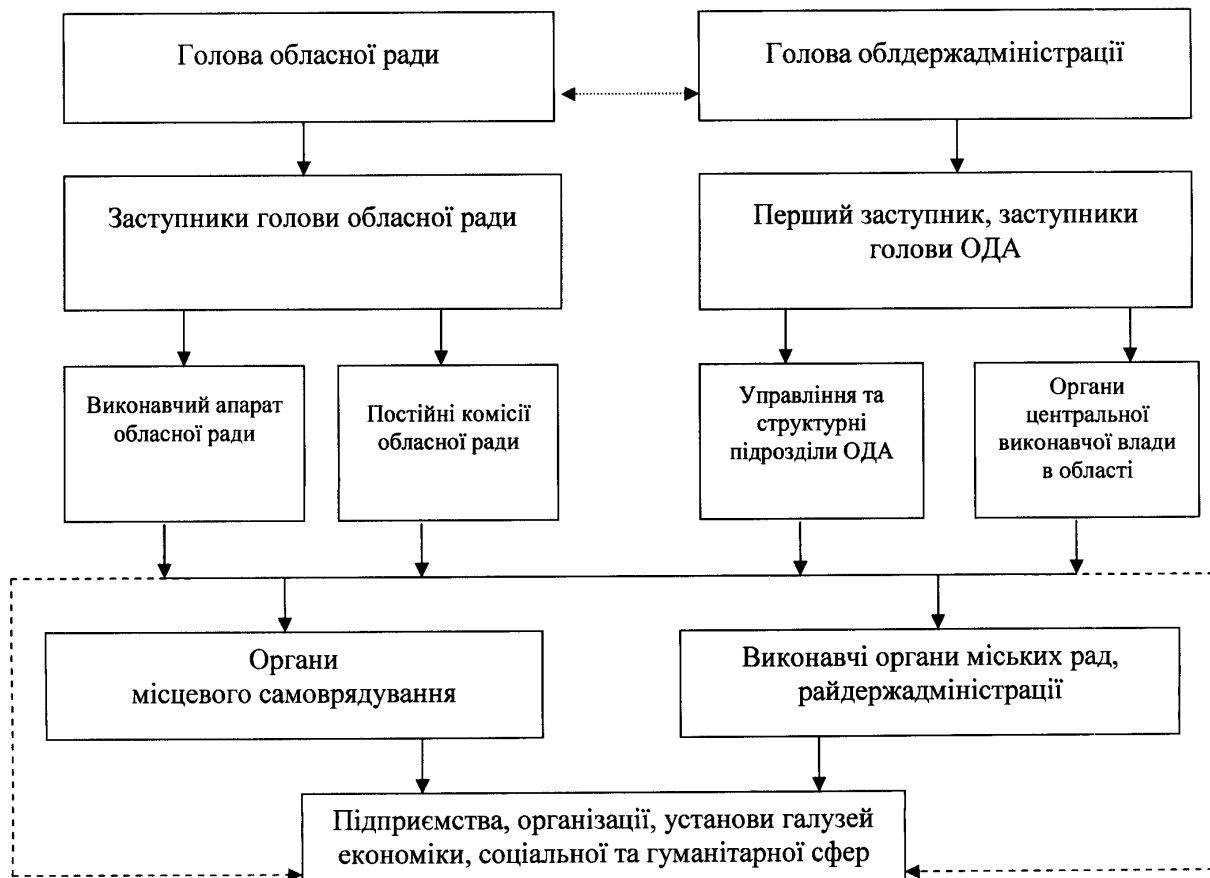 Голова обласної ради
Голова облдержадміністрації
Заступники голови обласної ради
Перший заступник, заступники
голови ОДА
Виконавчий апарат
обласної ради
Постійні комісії
обласної ради
Управління та
структурні
підрозділи ОДА
Органи
центральної
виконавчої влади
в області
Органи
місцевого самоврядування
Виконавчі органи міських рад,
райдержадміністрації
Підприємства, організації, установи галузей
економіки, соціальної та гуманітарної сфер